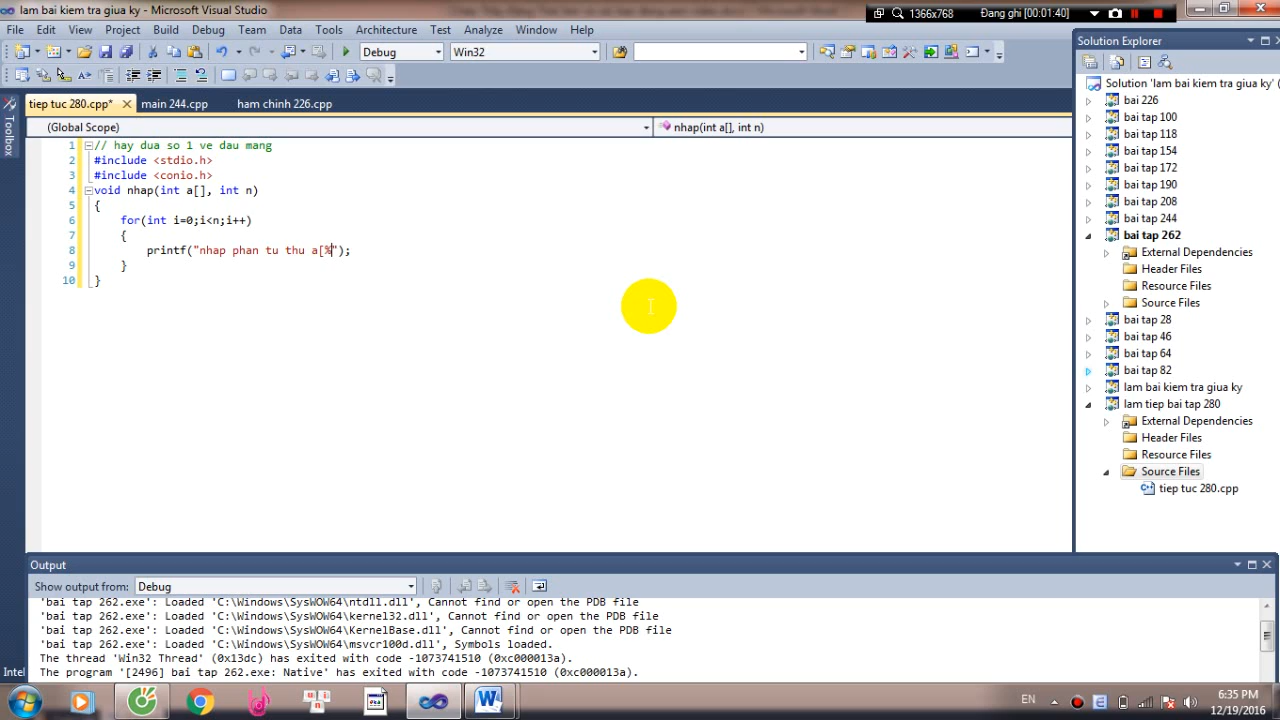 lam bai kiem tra giua ky - Microsoft Visual Studio
1366x768
Đang ghi [00:01:40]
File Edit View Project Build Debug Team Data Tools Architecture Test Analyze Window Help
Debug Win32
Solution Explorer
tiep tuc 280.cpp* main 244.cpp ham chinh 226.cpp
(Global Scope) nhap(int a[], int n)
Toolbox
1 // hay dua so 1 ve dau mang
2 #include <stdio.h>
3 #include <conio.h>
4 void nhap(int a[], int n)
5 {
6 for(int i=0;i<n;i++)
7 {
8 printf("nhap phan tu thu a[%");
9 }
10 }
Solution 'lam bai kiem tra giua ky' (
bai 226
bai tap 100
bai tap 118
bai tap 154
bai tap 172
bai tap 190
bai tap 208
bai tap 244
bai tap 262
External Dependencies
Header Files
Resource Files
Source Files
bai tap 28
bai tap 46
bai tap 64
bai tap 82
lam bai kiem tra giua ky
lam tiep bai tap 280
External Dependencies
Header Files
Resource Files
Source Files
tiep tuc 280.cpp
Output
Show output from: Debug
'bai tap 262.exe': Loaded 'C:\Windows\SysWOW64\ntdll.dll', Cannot find or open the PDB file
'bai tap 262.exe': Loaded 'C:\Windows\SysWOW64\kernel32.dll', Cannot find or open the PDB file
'bai tap 262.exe': Loaded 'C:\Windows\SysWOW64\KernelBase.dll', Cannot find or open the PDB file
'bai tap 262.exe': Loaded 'C:\Windows\SysWOW64\msvcr100d.dll', Symbols loaded.
The thread 'Win32 Thread' (0x13dc) has exited with code -1073741510 (0xc000013a).
The program '[2496] bai tap 262.exe: Native' has exited with code -1073741510 (0xc000013a).
Intel
EN
6:35 PM
12/19/2016